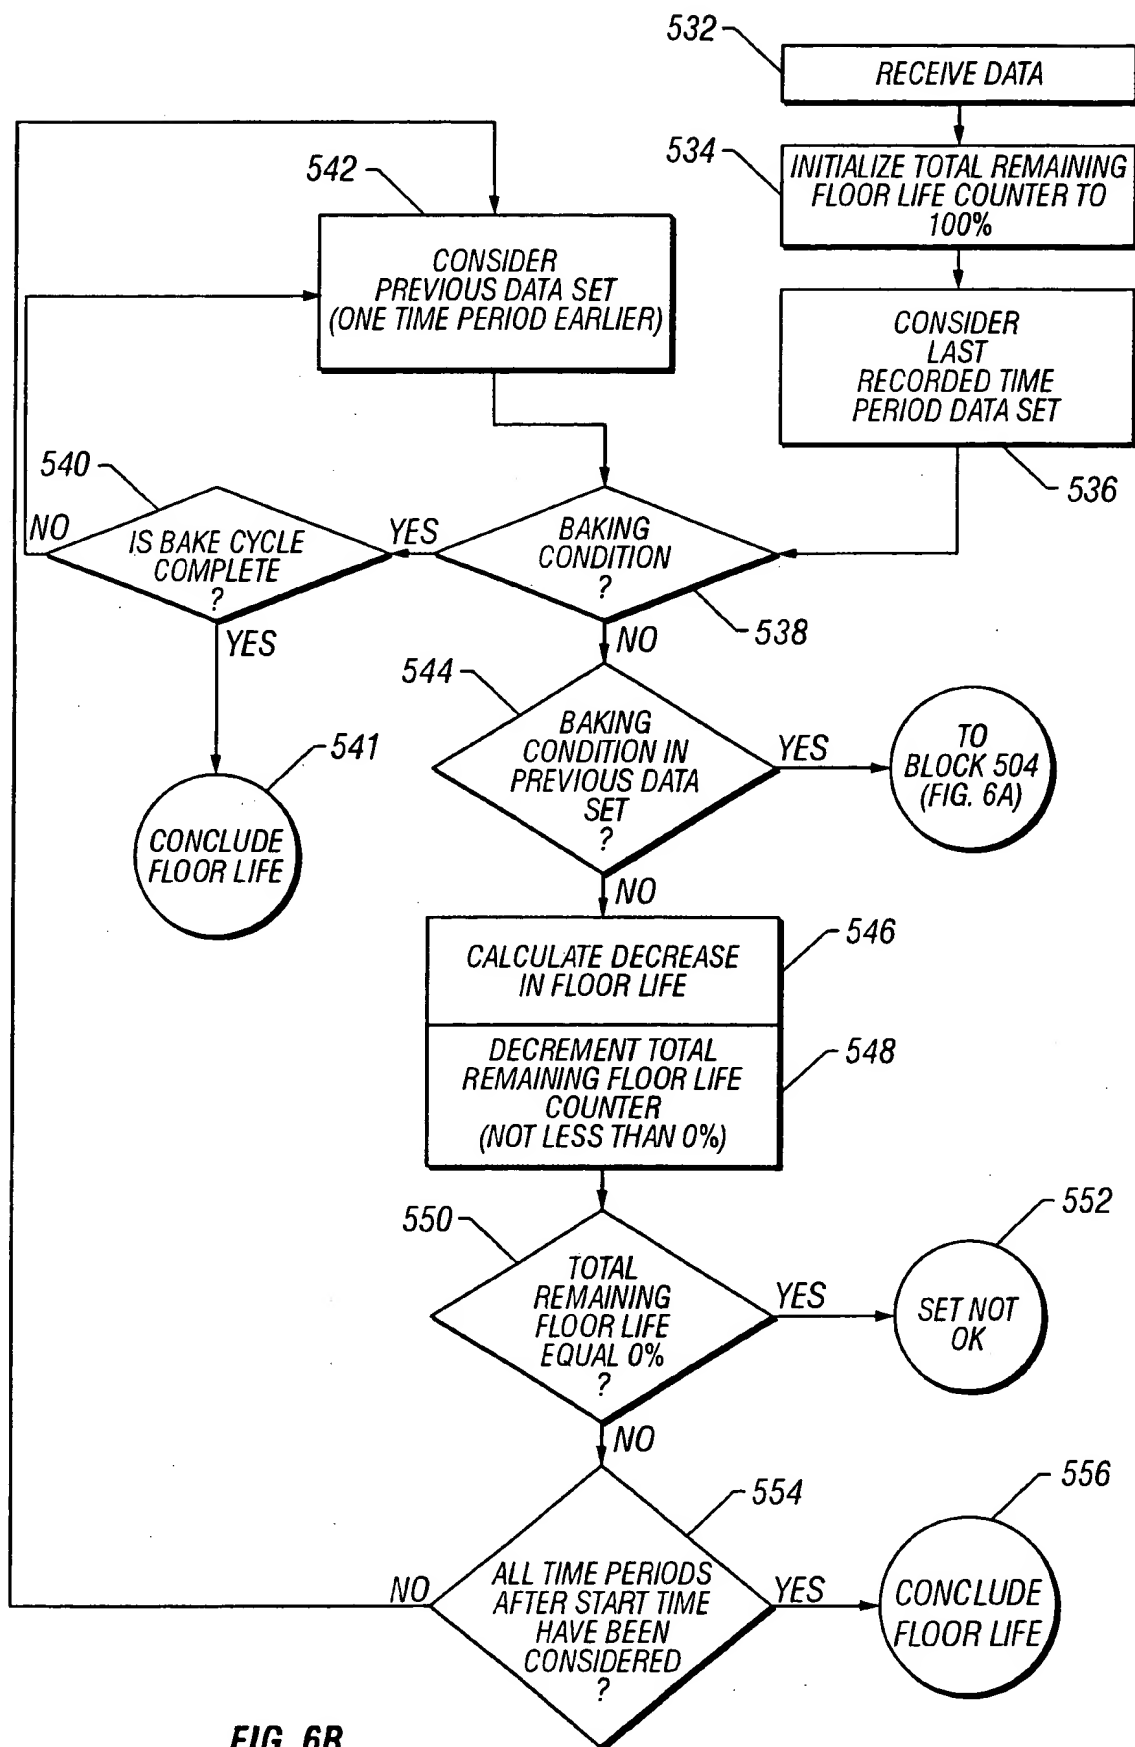 532
RECEIVE DATA
534
INITIALIZE TOTAL REMAINING
FLOOR LIFE COUNTER TO
100%
542
CONSIDER
PREVIOUS DATA SET
(ONE TIME PERIOD EARLIER)
CONSIDER
LAST
RECORDED TIME
PERIOD DATA SET
536
540
NO
IS BAKE CYCLE
COMPLETE
?
YES
BAKING
CONDITION
?
538
YES
NO
544
BAKING
CONDITION IN
PREVIOUS DATA
SET
?
YES
TO
BLOCK 504
(FIG. 6A)
541
CONCLUDE
FLOOR LIFE
NO
CALCULATE DECREASE
IN FLOOR LIFE
546
DECREMENT TOTAL
REMAINING FLOOR LIFE
COUNTER
(NOT LESS THAN 0%)
548
550
TOTAL
REMAINING
FLOOR LIFE
EQUAL 0%
?
YES
552
SET NOT
OK
NO
554
NO
ALL TIME PERIODS
AFTER START TIME
HAVE BEEN
CONSIDERED
?
YES
556
CONCLUDE
FLOOR LIFE
FIG. 6B